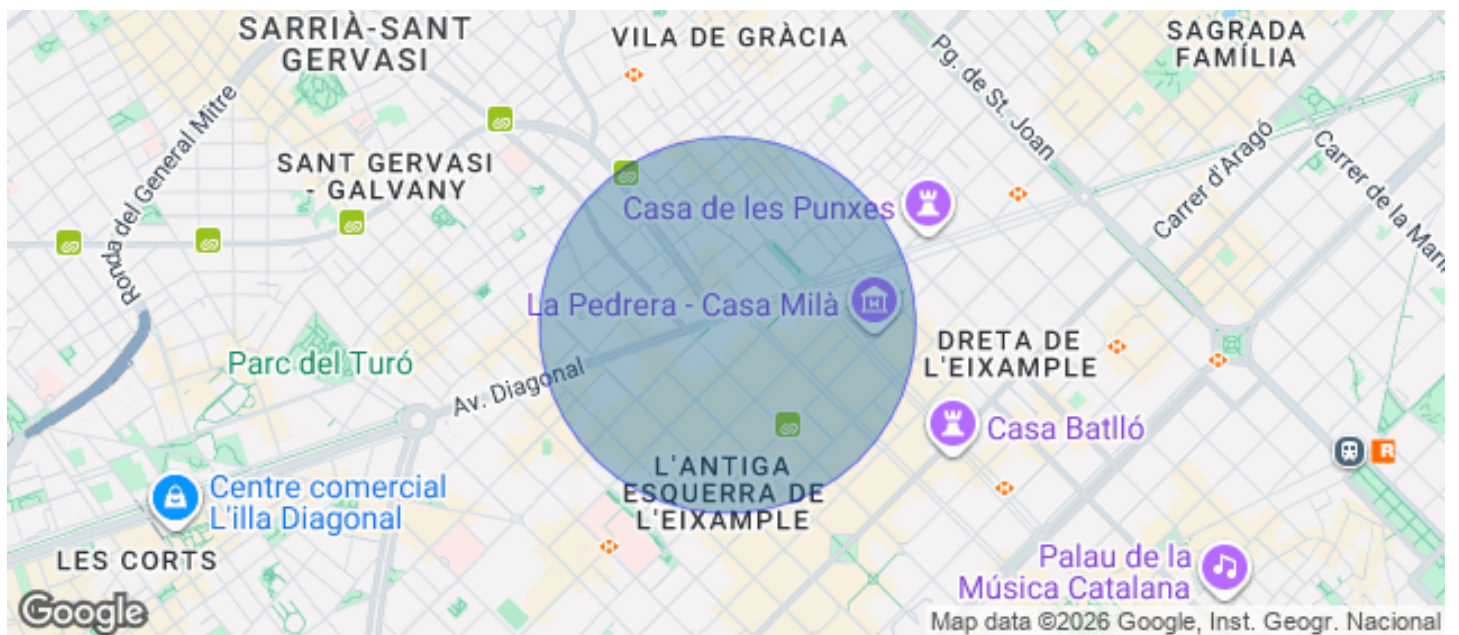 SARRIÀ-SANT
GERVASI
VILA DE GRÀCIA
SAGRADA
FAMÍLIA
Pg. de St. Joan
Ronda del General Mitre
SANT GERVASI
- GALVANY
Carrer d'Aragó
Carrer de la Marin
Casa de les Punxes
La Pedrera - Casa Milà
DRETA DE
L'EIXAMPLE
Parc del Turó
Av. Diagonal
Casa Batlló
L'ANTIGA
ESQUERRA DE
L'EIXAMPLE
R
Centre comercial
L'illa Diagonal
LES CORTS
Palau de la
Música Catalana
Google
Map data ©2026 Google, Inst. Geogr. Nacional